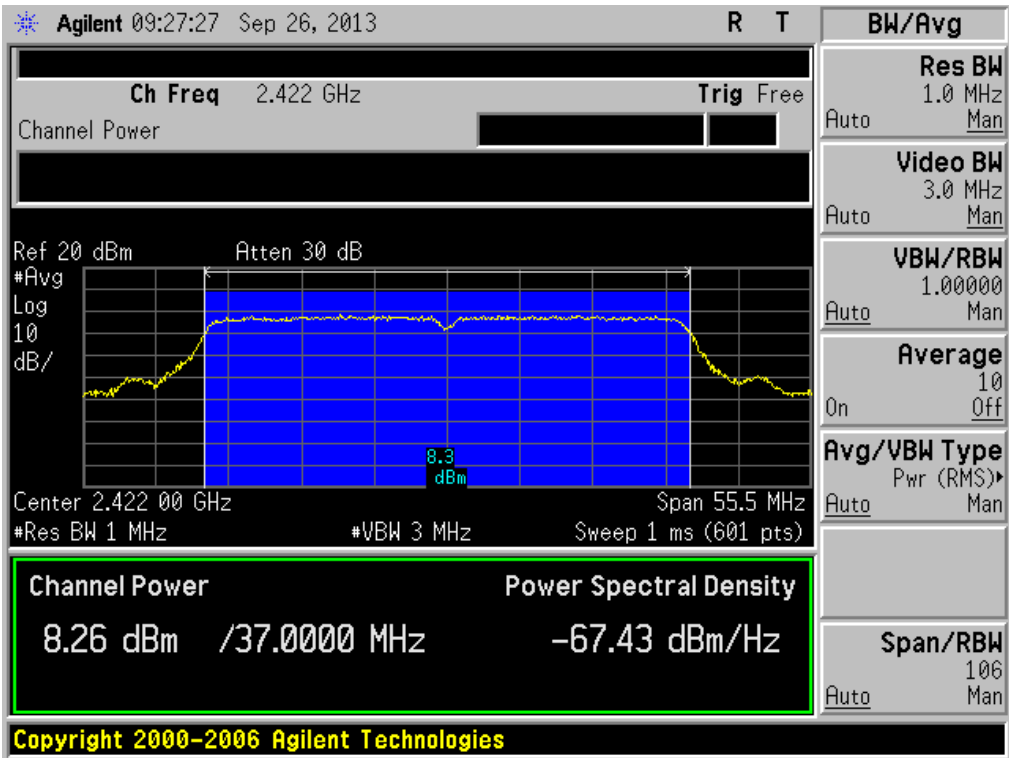 Agilent 09:27:27 Sep 26, 2013 R T
Ch Freq 2.422 GHz Trig Free
Channel Power
Ref 20 dBm Atten 30 dB
#Avg
Log
10
dB/
8.3
dBm
Center 2.422 00 GHz Span 55.5 MHz
#Res BW 1 MHz #VBW 3 MHz Sweep 1 ms (601 pts)
Channel Power Power Spectral Density
8.26 dBm /37.0000 MHz -67.43 dBm/Hz
Copyright 2000-2006 Agilent Technologies
BW/Avg
Res BW
1.0 MHz
Auto Man
Video BW
3.0 MHz
Auto Man
VBW/RBW
1.00000
Auto Man
Average
10
On Off
Avg/VBW Type
Pwr (RMS)▸
Auto Man
Span/RBW
106
Auto Man